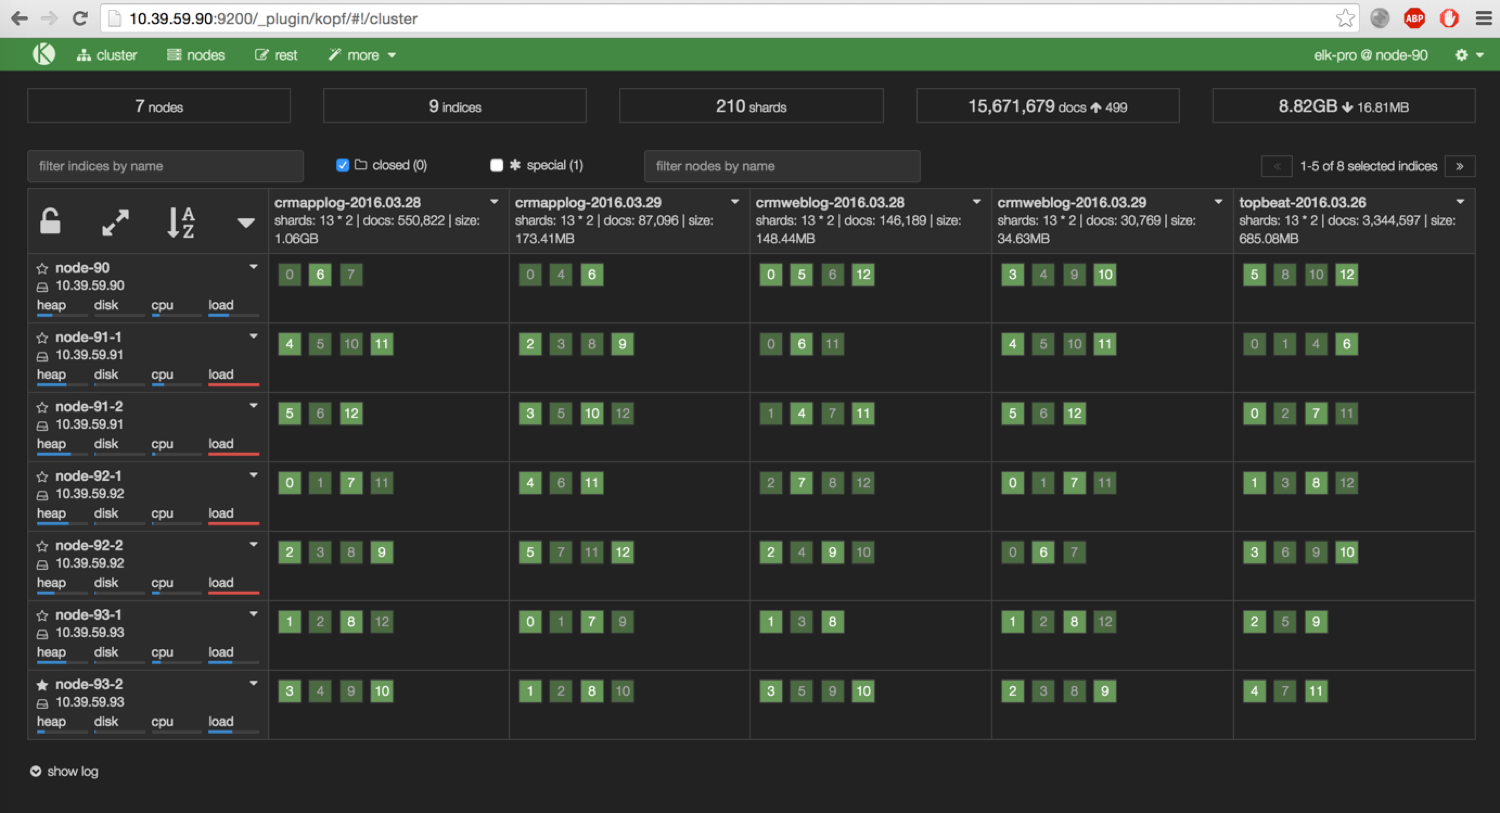 10.39.59.90:9200/_plugin/kopf/#!/cluster
ABP
K cluster nodes rest more elk-pro @ node-90
7 nodes 9 indices 210 shards 15,671,679 docs 499 8.82GB 16.81MB
filter indices by name closed (0) special (1) filter nodes by name « 1-5 of 8 selected indices »
A
Z
crmapplog-2016.03.28
shards: 13 * 2 | docs: 550,822 | size:
1.06GB
crmapplog-2016.03.29
shards: 13 * 2 | docs: 87,096 | size:
173.41MB
crmweblog-2016.03.28
shards: 13 * 2 | docs: 146,189 | size:
148.44MB
crmweblog-2016.03.29
shards: 13 * 2 | docs: 30,769 | size:
34.63MB
topbeat-2016.03.26
shards: 13 * 2 | docs: 3,344,597 | size:
685.08MB
node-90
10.39.59.90
heap disk cpu load
0 6 7
0 4 6
0 5 6 12
3 4 9 10
5 8 10 12
node-91-1
10.39.59.91
heap disk cpu load
4 5 10 11
2 3 8 9
0 6 11
4 5 10 11
0 1 4 6
node-91-2
10.39.59.91
heap disk cpu load
5 6 12
3 5 10 12
1 4 7 11
5 6 12
0 2 7 11
node-92-1
10.39.59.92
heap disk cpu load
0 1 7 11
4 6 11
2 7 8 12
0 1 7 11
1 3 8 12
node-92-2
10.39.59.92
heap disk cpu load
2 3 8 9
5 7 11 12
2 4 9 10
0 6 7
3 6 9 10
node-93-1
10.39.59.93
heap disk cpu load
1 2 8 12
0 1 7 9
1 3 8
1 2 8 12
2 5 9
node-93-2
10.39.59.93
heap disk cpu load
3 4 9 10
1 2 8 10
3 5 9 10
2 3 8 9
4 7 11
show log